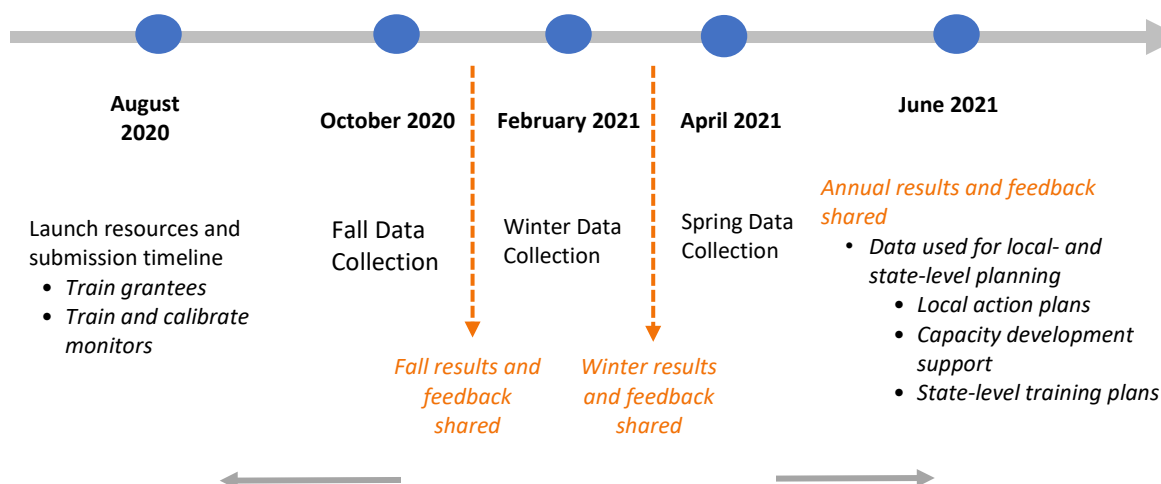 August
2020
October 2020
February 2021
April 2021
June 2021
Launch resources and
submission timeline
• Train grantees
• Train and calibrate
monitors
Fall Data
Collection
Winter Data
Collection
Spring Data
Collection
Annual results and feedback
shared
• Data used for local- and
state-level planning
• Local action plans
• Capacity development
support
• State-level training plans
Fall results and
feedback
shared
Winter results
and feedback
shared